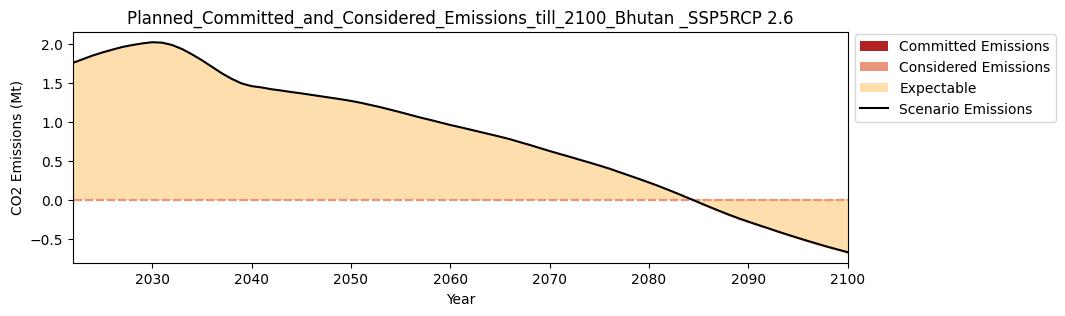 Planned_Committed_and_Considered_Emissions_till_2100_Bhutan _SSP5RCP 2.6
CO2 Emissions (Mt)
2.0
1.5
1.0
0.5
0.0
−0.5
2030 2040 2050 2060 2070 2080 2090 2100
Year
Committed Emissions
Considered Emissions
Expectable
Scenario Emissions